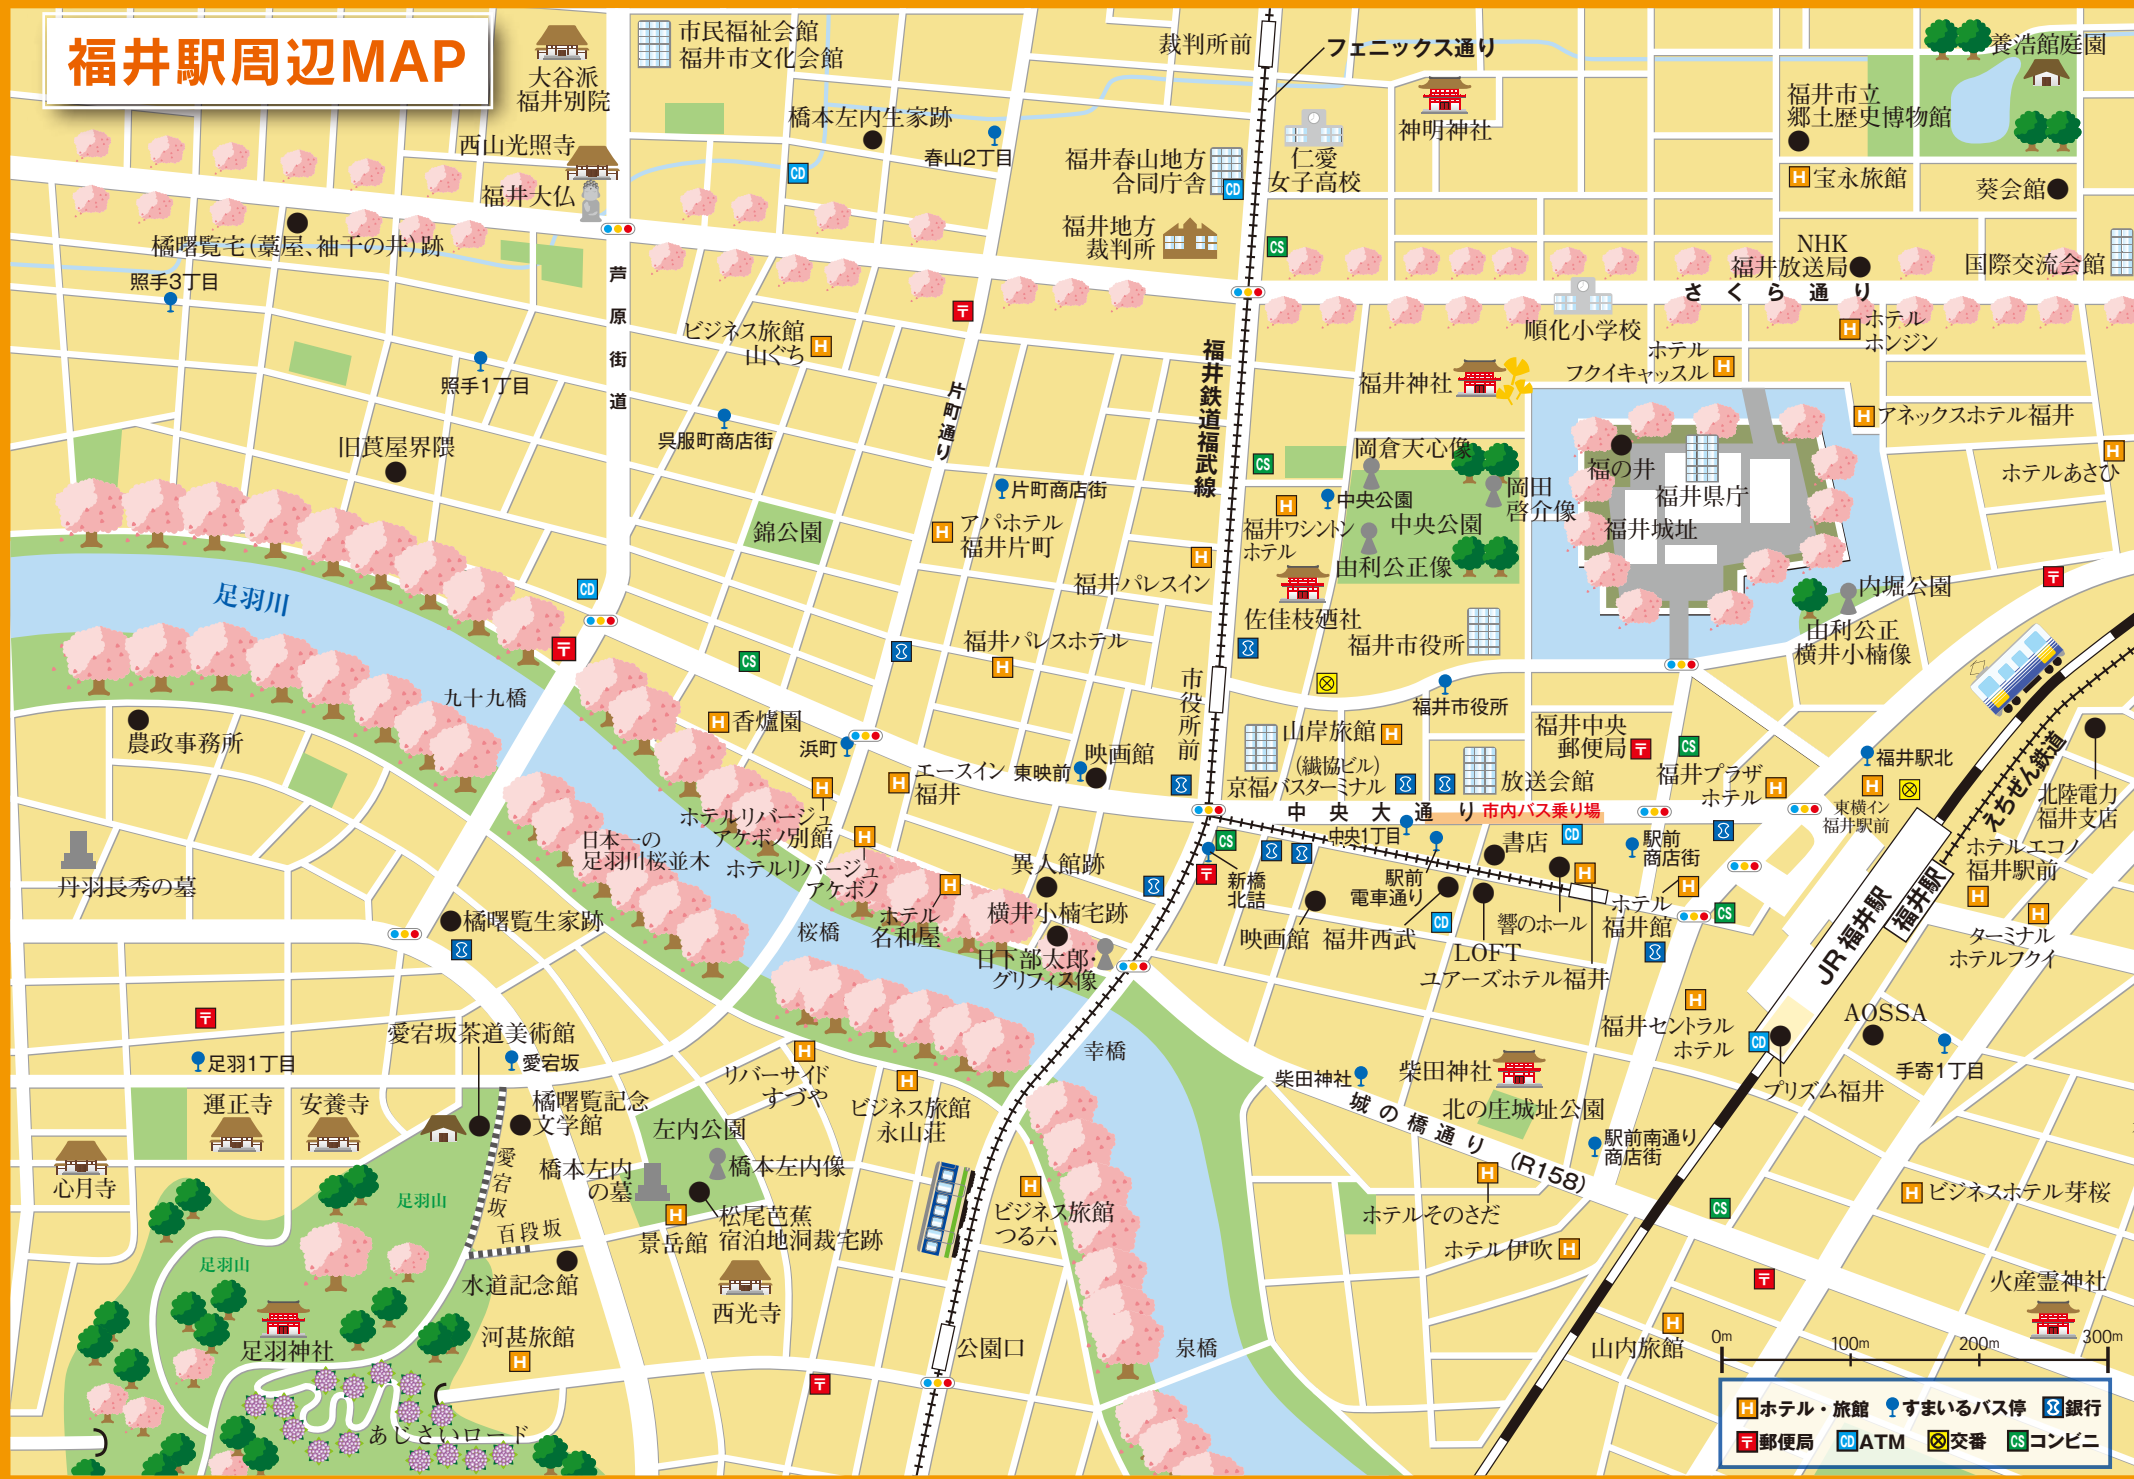 福井駅周辺MAP
大谷派
福井別院
市民福祉会館
福井市文化会館
裁判所前
フェニックス通り
神明神社
養浩館庭園
福井市立
郷土歴史博物館
西山光照寺
橋本左内生家跡
春山2丁目
福井春山地方
合同庁舎
仁愛
女子高校
宝永旅館
葵会館
福井大仏
橘曙覧宅(藁屋、袖干の井)跡
福井地方
裁判所
NHK
福井放送局
国際交流会館
照手3丁目
芦原街道
さくら通り
ビジネス旅館
山ぐち
順化小学校
ホテル
ホンジン
ホテル
フクイキャッスル
照手1丁目
片町通り
福井鉄道福武線
福井神社
アネックスホテル福井
呉服町商店街
旧莨屋界隈
岡倉天心像
福の井
ホテルあさひ
片町商店街
中央公園
岡田
啓介像
福井県庁
アパホテル
福井片町
錦公園
福井ワシントン
ホテル
中央公園
福井城址
福井パレスイン
由利公正像
内堀公園
足羽川
佐佳枝廼社
福井パレスホテル
福井市役所
由利公正
横井小楠像
九十九橋
市役所前
香爐園
福井市役所
農政事務所
浜町
山岸旅館
福井中央
郵便局
福井駅北
東映前
映画館
(繊協ビル)
京福バスターミナル
放送会館
福井プラザ
ホテル
えちぜん鉄道
北陸電力
福井支店
エースイン
福井
東横イン
福井駅前
ホテルリバージュ
アケボノ別館
中央大通り
市内バス乗り場
日本一の
足羽川桜並木
中央1丁目
書店
駅前
商店街
ホテルエコノ
福井駅前
ホテルリバージュ
アケボノ
異人館跡
新橋
北詰
駅前
電車通り
丹羽長秀の墓
橘曙覧生家跡
桜橋
ホテル
名和屋
横井小楠宅跡
映画館
福井西武
LOFT
響のホール
ホテル
福井館
JR福井駅
福井駅
ターミナル
ホテルフクイ
日下部太郎・
グリフィス像
ユアーズホテル福井
愛宕坂茶道美術館
幸橋
福井セントラル
ホテル
AOSSA
足羽1丁目
愛宕坂
リバーサイド
すづや
柴田神社
柴田神社
手寄1丁目
プリズム福井
運正寺
安養寺
橘曙覧記念
文学館
左内公園
ビジネス旅館
永山荘
城の橋通り (R158)
北の庄城址公園
駅前南通り
商店街
心月寺
足羽山
愛宕坂
橋本左内
の墓
橋本左内像
ビジネスホテル芽桜
百段坂
松尾芭蕉
宿泊地洞裁宅跡
景岳館
ビジネス旅館
つる六
ホテルそのさだ
ホテル伊吹
足羽山
水道記念館
西光寺
火産霊神社
足羽神社
河甚旅館
公園口
泉橋
山内旅館
0m 100m 200m 300m
あじさいロード
H ホテル・旅館 すまいるバス停 銀行
〒郵便局 CD ATM 交番 CS コンビニ